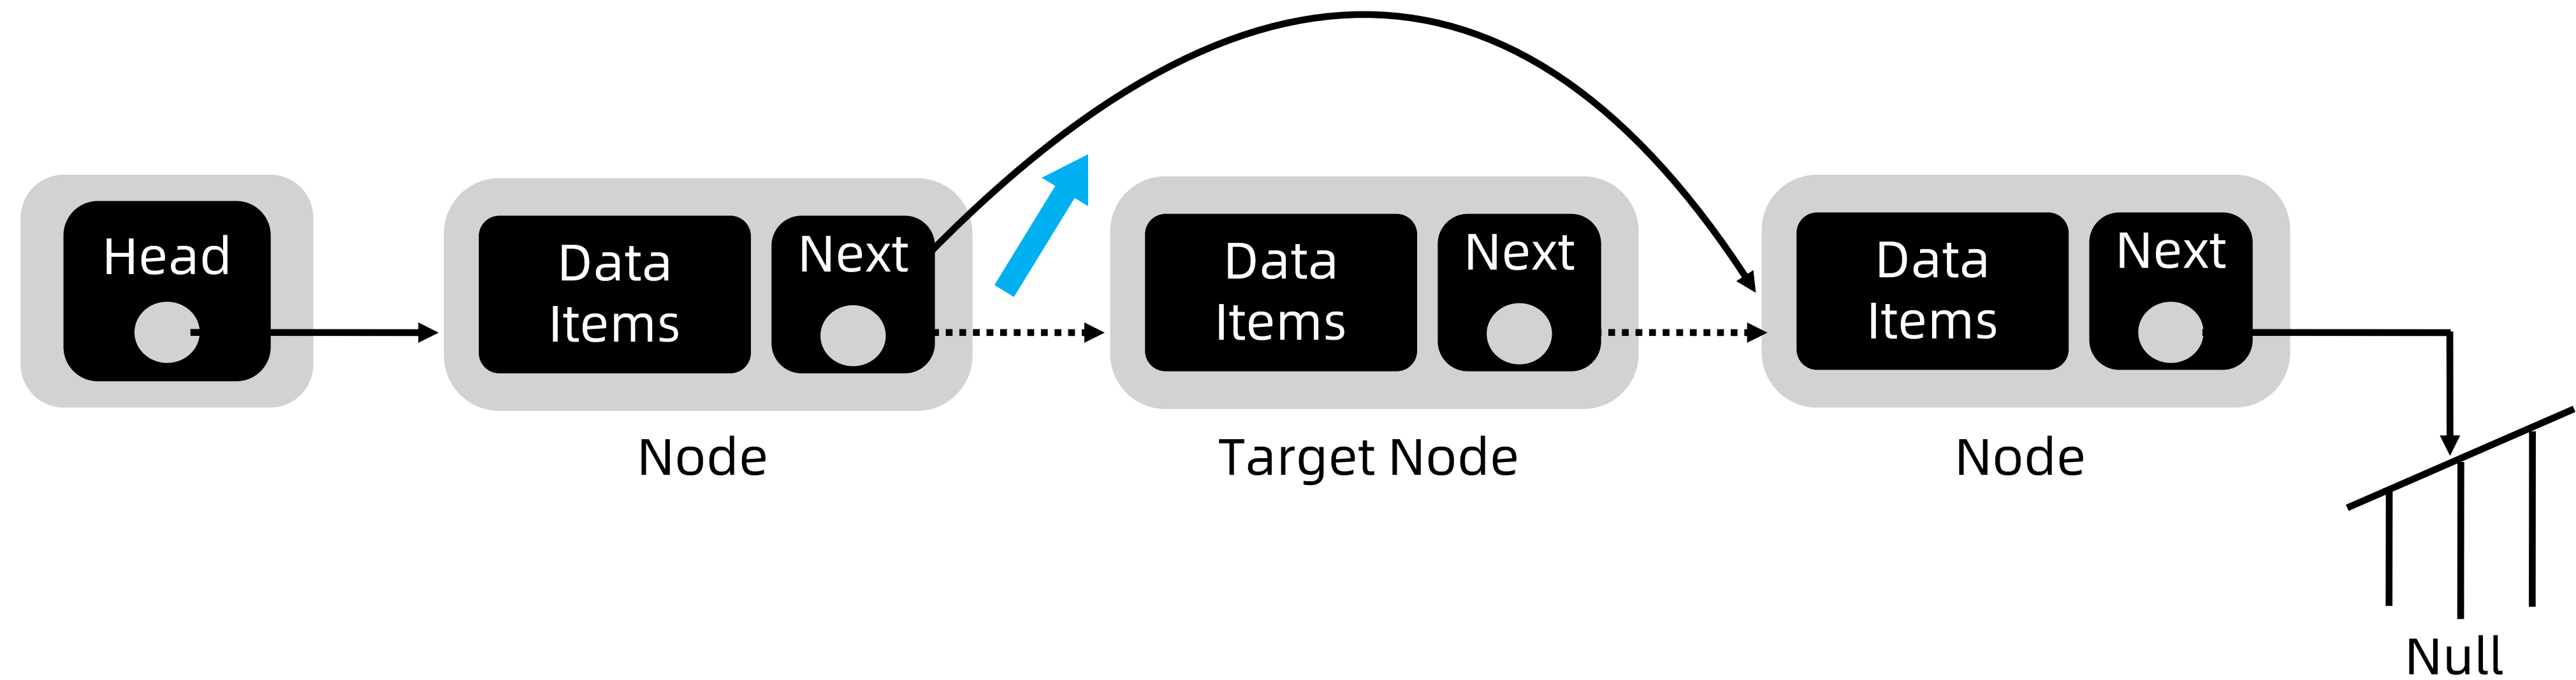 Head
Data
Items
Next
Data
Items
Next
Data
Items
Next
Node
Target Node
Node
Null